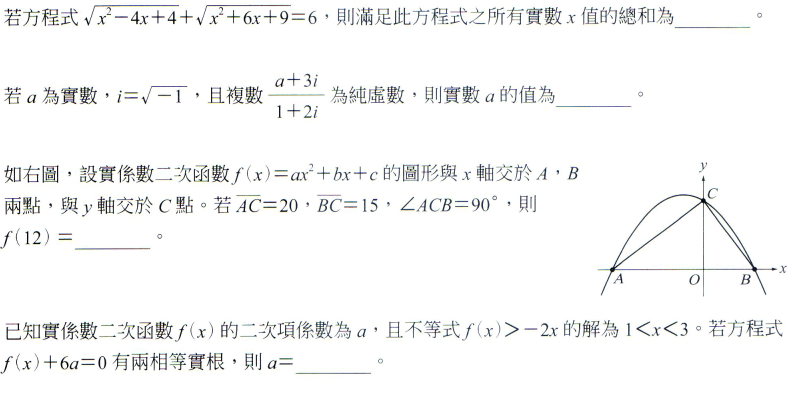 若方程式 √(x²−4x+4)+√(x²+6x+9)=6，則滿足此方程式之所有實數 x 值的總和為________。
若 a 為實數，i=√(−1)，且複數 (a+3i)/(1+2i) 為純虛數，則實數 a 的值為________。
如右圖，設實係數二次函數 f(x)=ax²+bx+c 的圖形與 x 軸交於 A，B
兩點，與 y 軸交於 C 點。若 A̅C̅=20，B̅C̅=15，∠ACB=90°，則
f(12)=________。
y
C
A
O
B
x
已知實係數二次函數 f(x) 的二次項係數為 a，且不等式 f(x)>−2x 的解為 1<x<3。若方程式
f(x)+6a=0 有兩相等實根，則 a=________。